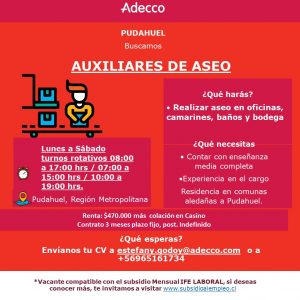 Adecco
PUDAHUEL
Buscamos
AUXILIARES DE ASEO
Lunes a Sábado
turnos rotativos 08:00
a 17:00 hrs / 07:00 a
15:00 hrs / 10:00 a
19:00 hrs.
Pudahuel, Región Metropolitana
¿Qué harás?
• Realizar aseo en oficinas,
camarines, baños y bodega
¿Qué necesitas
• Contar con enseñanza
media completa
•Experiencia en el cargo
Residencia en comunas
aledañas a Pudahuel.
Renta: $470.000 más colación en Casino
Contrato 3 meses plazo fijo, post. Indefinido
¿Qué esperas?
Envíanos tu CV a estefany.godoy@adecco.com o a
+56965161734
*Vacante compatible con el subsidio Mensual IFE LABORAL, si deseas
conocer más, te invitamos a visitar www.subsidioalempleo.cl